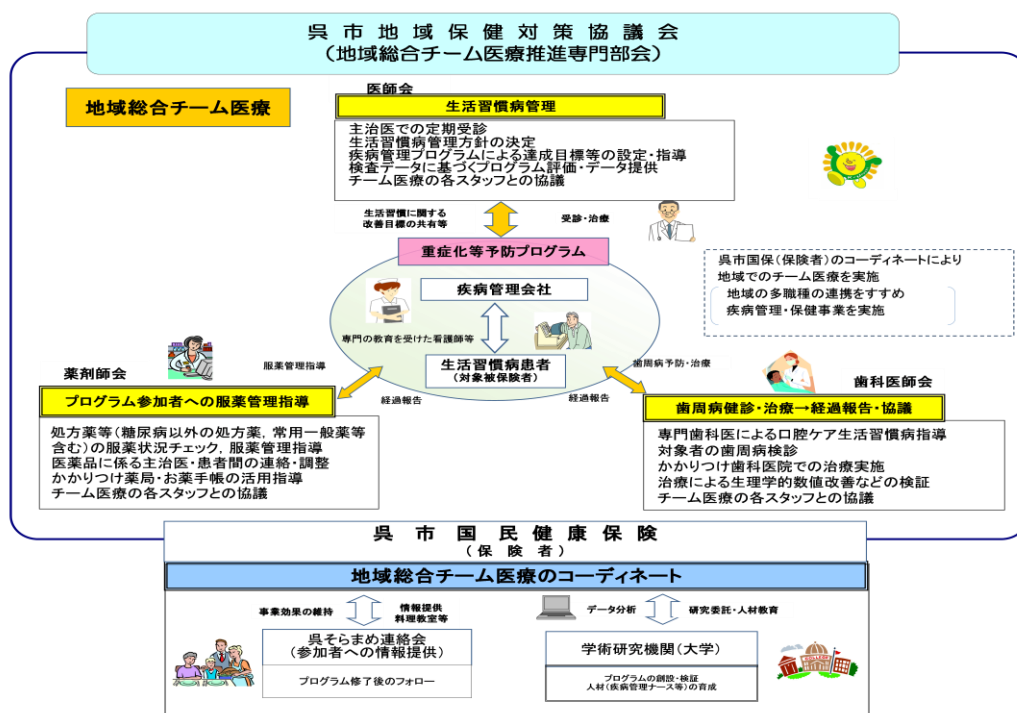 呉市地域保健対策協議会
（地域総合チーム医療推進専門部会）
地域総合チーム医療
医師会
生活習慣病管理
主治医での定期受診
生活習慣病管理方針の決定
疾病管理プログラムによる達成目標等の設定・指導
検査データに基づくプログラム評価・データ提供
チーム医療の各スタッフとの協議
生活習慣に関する
改善目標の共有等
受診・治療
重症化等予防プログラム
疾病管理会社
専門の教育を受けた看護師等
生活習慣病患者
（対象被保険者）
呉市国保（保険者）のコーディネートにより
地域でのチーム医療を実施
地域の多職種の連携をすすめ
疾病管理・保健事業を実施
薬剤師会
服薬管理指導
経過報告
プログラム参加者への服薬管理指導
処方薬等（糖尿病以外の処方薬，常用一般薬等
含む）の服薬状況チェック，服薬管理指導
医薬品に係る主治医・患者間の連絡・調整
かかりつけ薬局・お薬手帳の活用指導
チーム医療の各スタッフとの協議
歯周病予防・治療
経過報告
歯科医師会
歯周病健診・治療→経過報告・協議
専門歯科医による口腔ケア生活習慣病指導
対象者の歯周病検診
かかりつけ歯科医院での治療実施
治療による生理学的数値改善などの検証
チーム医療の各スタッフとの協議
呉市国民健康保険
（保険者）
地域総合チーム医療のコーディネート
事業効果の維持
情報提供
料理教室等
呉そらまめ連絡会
（参加者への情報提供）
プログラム修了後のフォロー
データ分析
研究委託・人材教育
学術研究機関（大学）
プログラムの創設・検証
人材（疾病管理ナース等）の育成